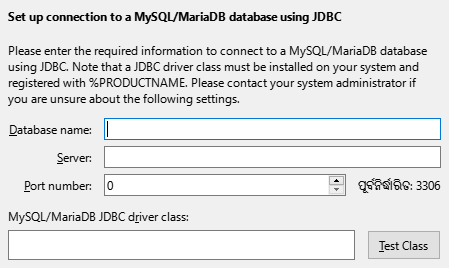 Set up connection to a MySQL/MariaDB database using JDBC
Please enter the required information to connect to a MySQL/MariaDB database
using JDBC. Note that a JDBC driver class must be installed on your system and
registered with %PRODUCTNAME. Please contact your system administrator if
you are unsure about the following settings.
Database name:
Server:
Port number: 0 ପୂର୍ବନିର୍ଦ୍ଧାରିତ: 3306
MySQL/MariaDB JDBC driver class:
Test Class